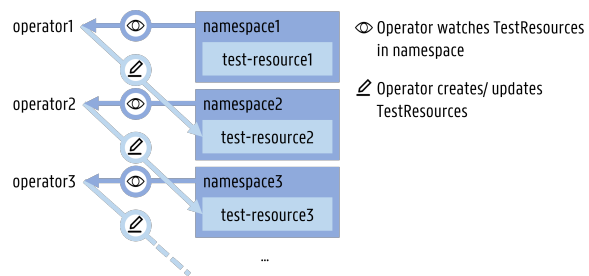 operator1
namespace1
test-resource1
operator2
namespace2
test-resource2
operator3
namespace3
test-resource3
...
Operator watches TestResources
in namespace
Operator creates/ updates
TestResources